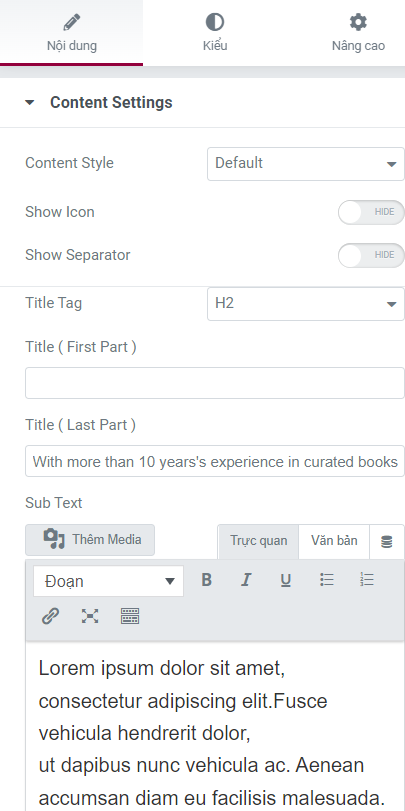 Nội dung
Kiểu
Nâng cao
Content Settings
Content Style
Default
Show Icon
HIDE
Show Separator
HIDE
Title Tag
H2
Title ( First Part )
Title ( Last Part )
With more than 10 years's experience in curated books
Sub Text
Thêm Media
Trực quan
Văn bản
Đoạn
B
I
U
Lorem ipsum dolor sit amet,
consectetur adipiscing elit.Fusce
vehicula hendrerit dolor,
ut dapibus nunc vehicula ac. Aenean
accumsan diam eu facilisis malesuada.